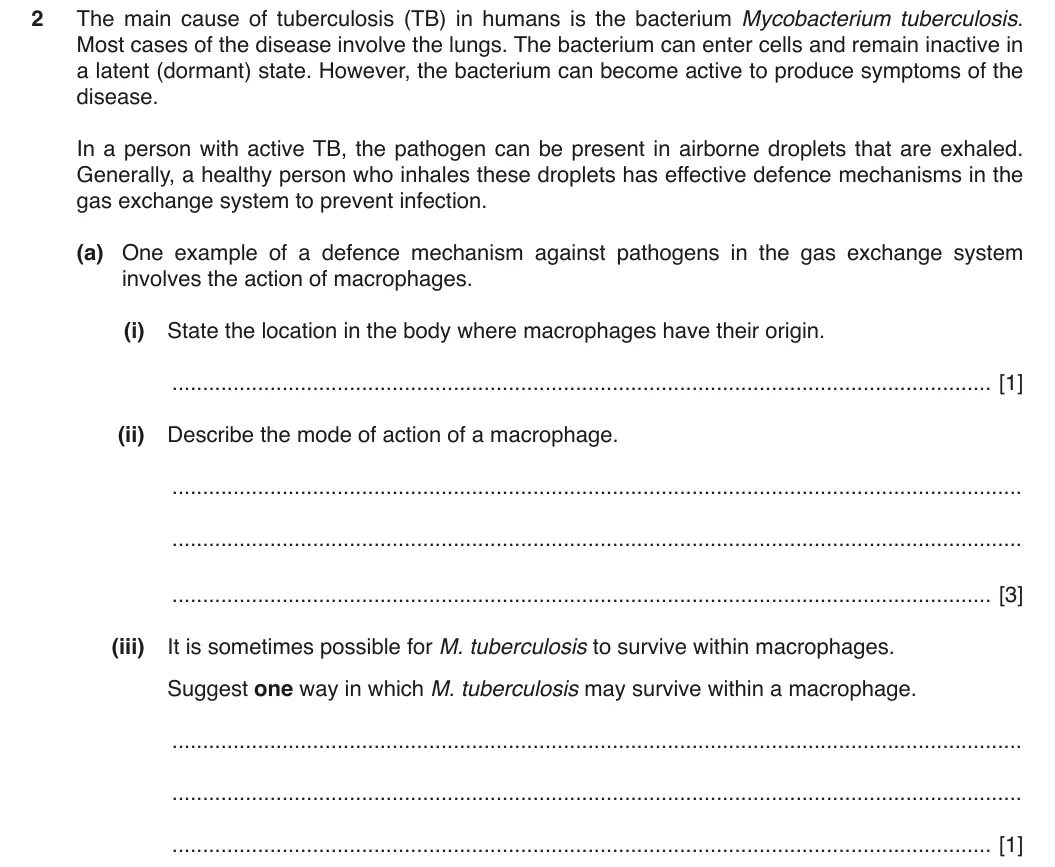 2 The main cause of tuberculosis (TB) in humans is the bacterium Mycobacterium tuberculosis.
Most cases of the disease involve the lungs. The bacterium can enter cells and remain inactive in
a latent (dormant) state. However, the bacterium can become active to produce symptoms of the
disease.
In a person with active TB, the pathogen can be present in airborne droplets that are exhaled.
Generally, a healthy person who inhales these droplets has effective defence mechanisms in the
gas exchange system to prevent infection.
(a) One example of a defence mechanism against pathogens in the gas exchange system
involves the action of macrophages.
(i) State the location in the body where macrophages have their origin.
[1]
(ii) Describe the mode of action of a macrophage.
[3]
(iii) It is sometimes possible for M. tuberculosis to survive within macrophages.
Suggest one way in which M. tuberculosis may survive within a macrophage.
[1]